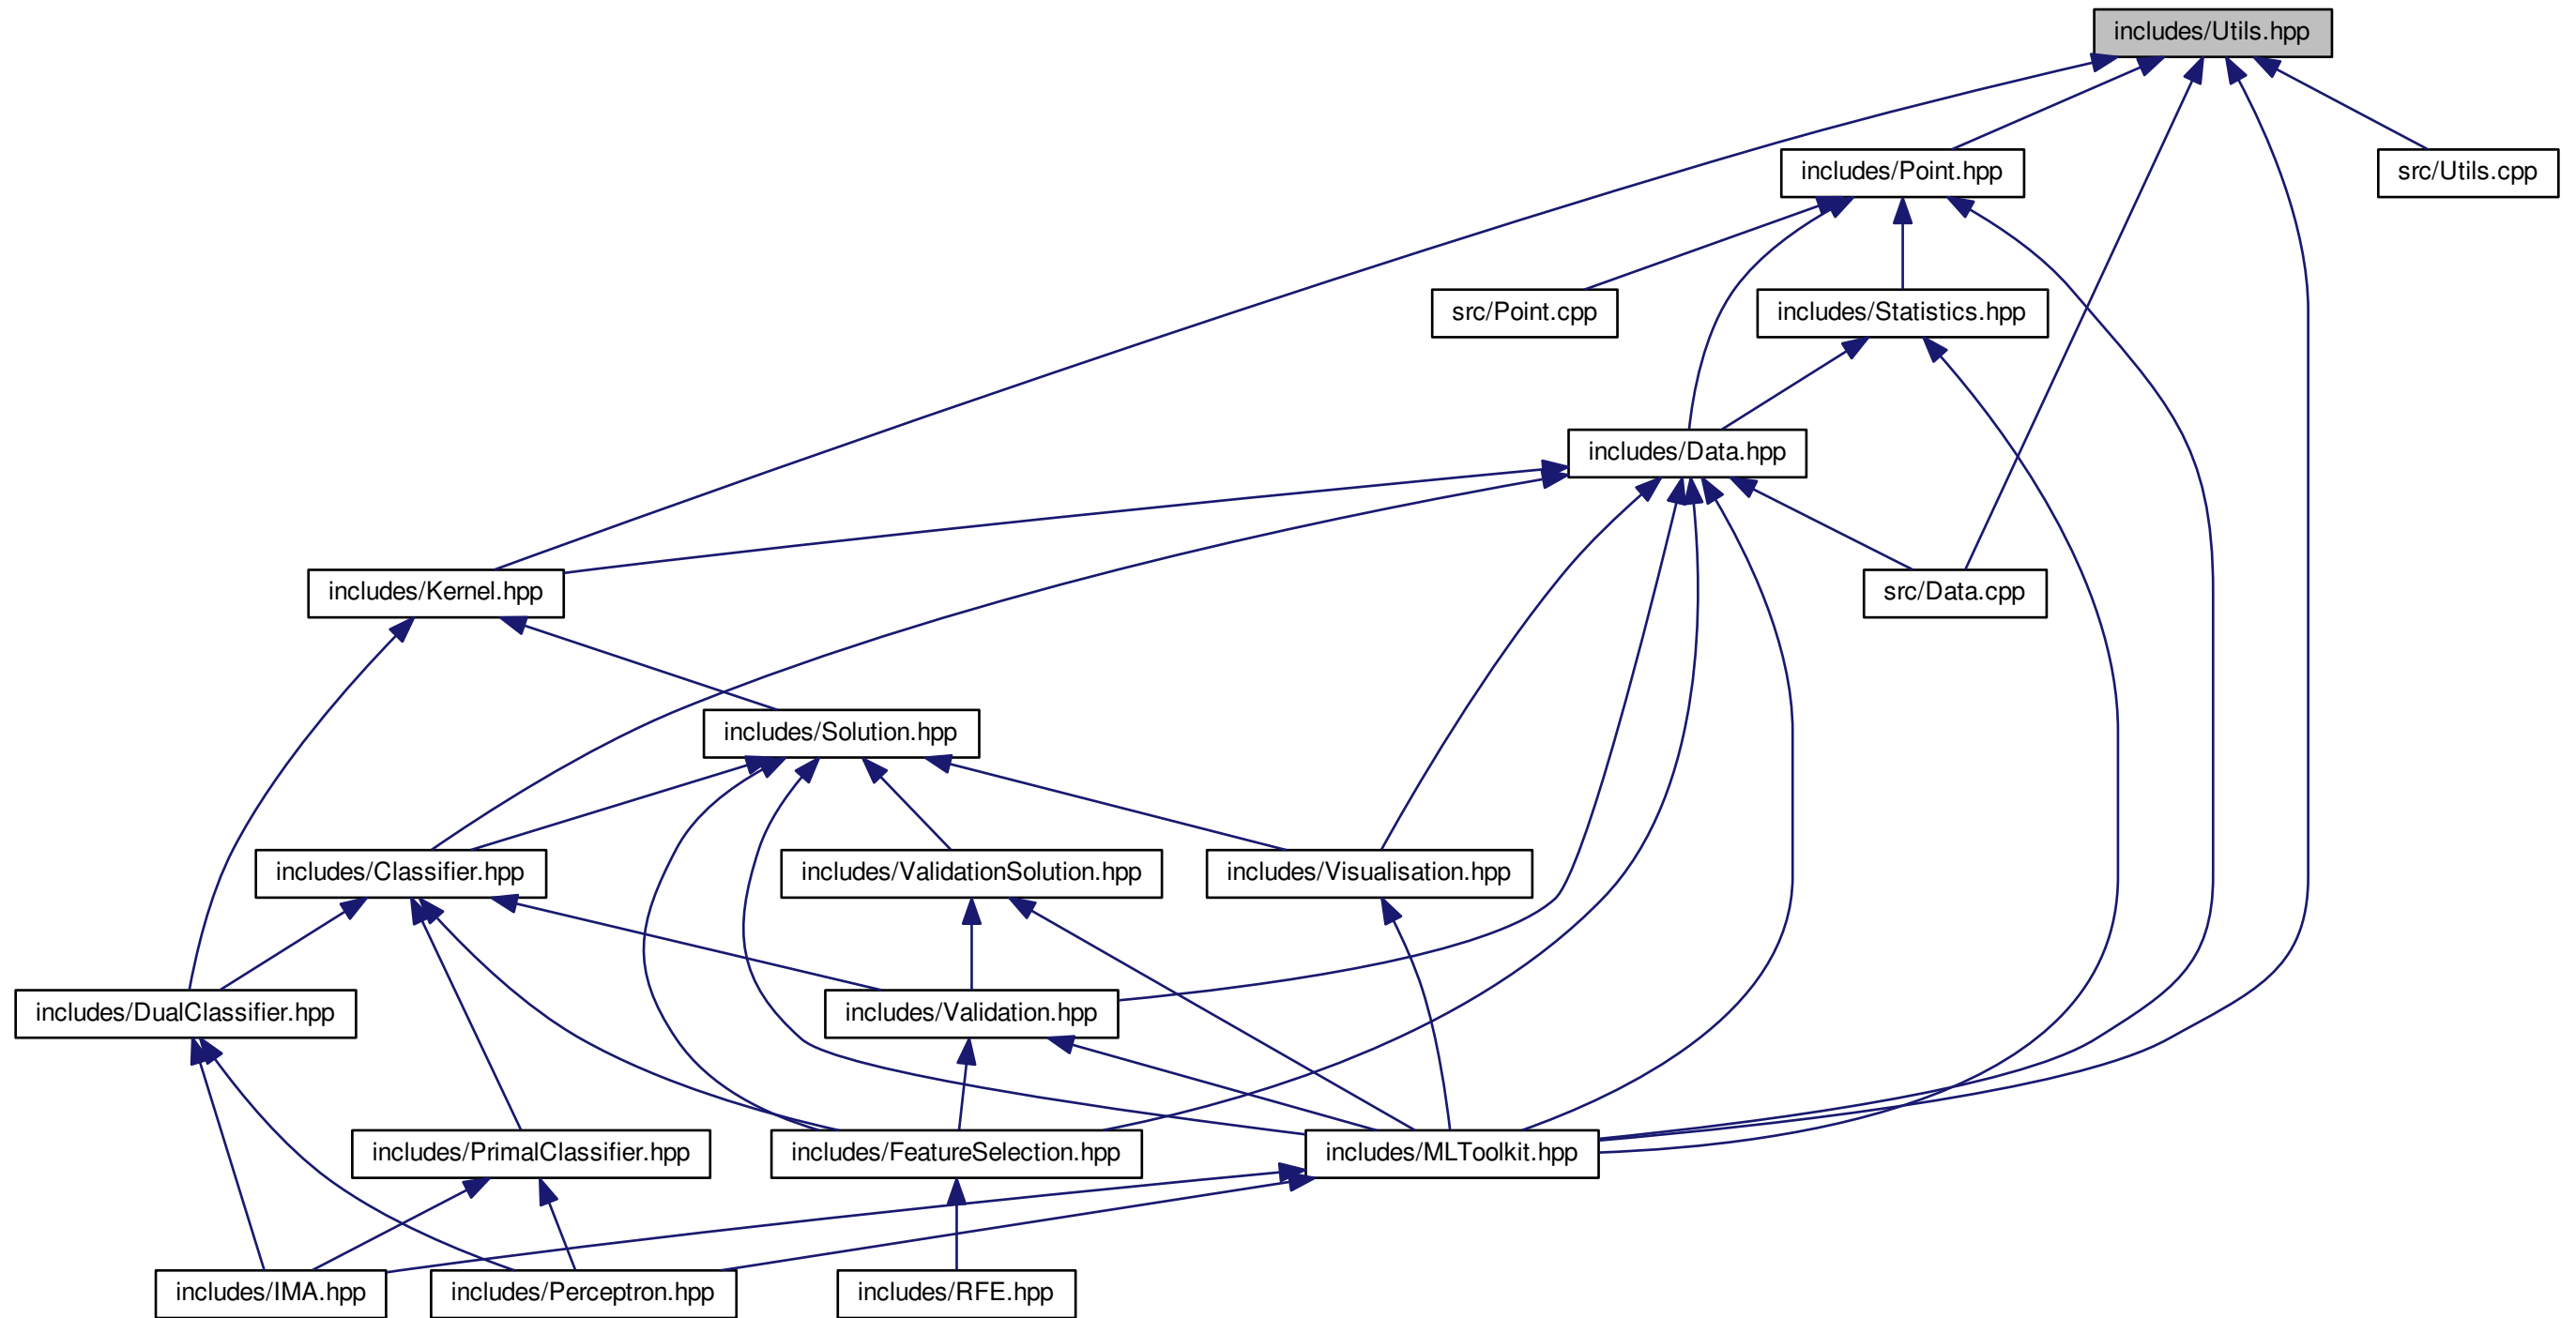 includes/Utils.hpp
includes/Point.hpp
src/Utils.cpp
src/Point.cpp
includes/Statistics.hpp
includes/Data.hpp
includes/Kernel.hpp
src/Data.cpp
includes/Solution.hpp
includes/Classifier.hpp
includes/ValidationSolution.hpp
includes/Visualisation.hpp
includes/DualClassifier.hpp
includes/Validation.hpp
includes/PrimalClassifier.hpp
includes/FeatureSelection.hpp
includes/MLToolkit.hpp
includes/IMA.hpp
includes/Perceptron.hpp
includes/RFE.hpp